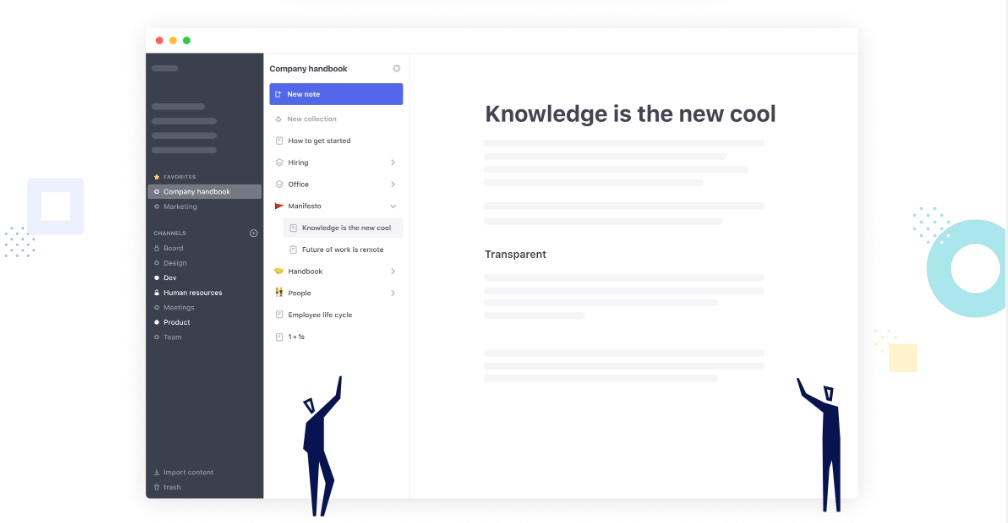 FAVORITES
Company handbook
Marketing
CHANNELS
Board
Design
Dev
Human resources
Meetings
Product
Team
Import content
trash
Company handbook
New note
New collection
How to get started
Hiring
Office
Manifesto
Knowledge is the new cool
Future of work is remote
Handbook
People
Employee life cycle
1 • 1s
Knowledge is the new cool
Transparent